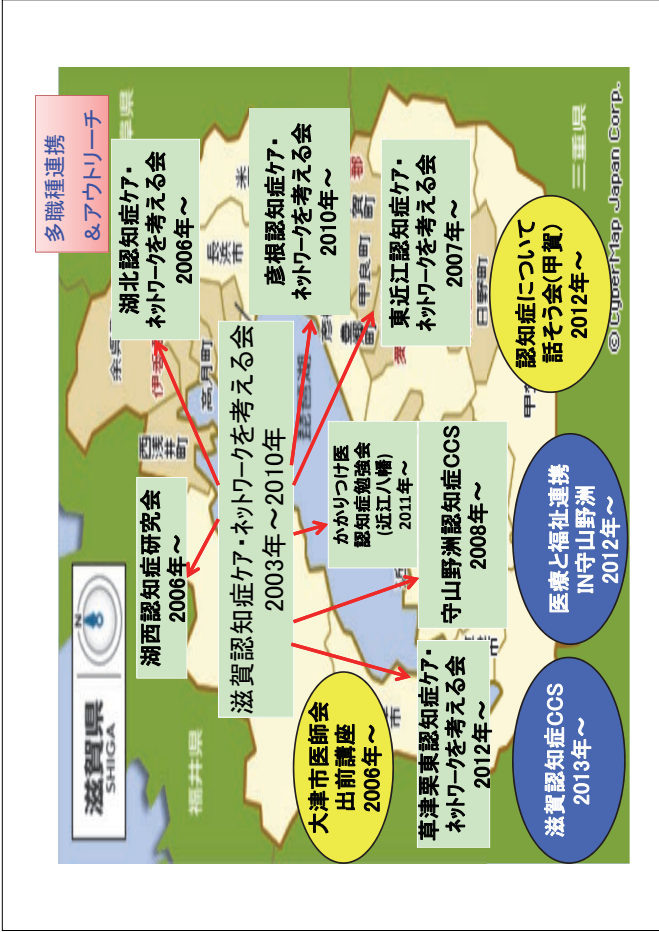 多職種連携
&アウトリーチ
滋賀県
SHIGA
N
福井県
三重県
余呉
高月町
西浅井町
長浜市
米
琵琶湖
甲良町
日野町
市
湖北認知症ケア・
ネットワークを考える会
2006年～
湖西認知症研究会
2006年～
滋賀認知症ケア・ネットワークを考える会
2003年～2010年
彦根認知症ケア・
ネットワークを考える会
2010年～
東近江認知症ケア・
ネットワークを考える会
2007年～
かかりつけ医
認知症勉強会
(近江八幡)
2011年～
守山野洲認知症CCS
2008年～
草津栗東認知症ケア・
ネットワークを考える会
2012年～
大津市医師会
出前講座
2006年～
認知症について
話そう会(甲賀)
2012年～
医療と福祉連携
IN守山野洲
2012年～
滋賀認知症CCS
2013年～
©CyberMap Japan Corp.